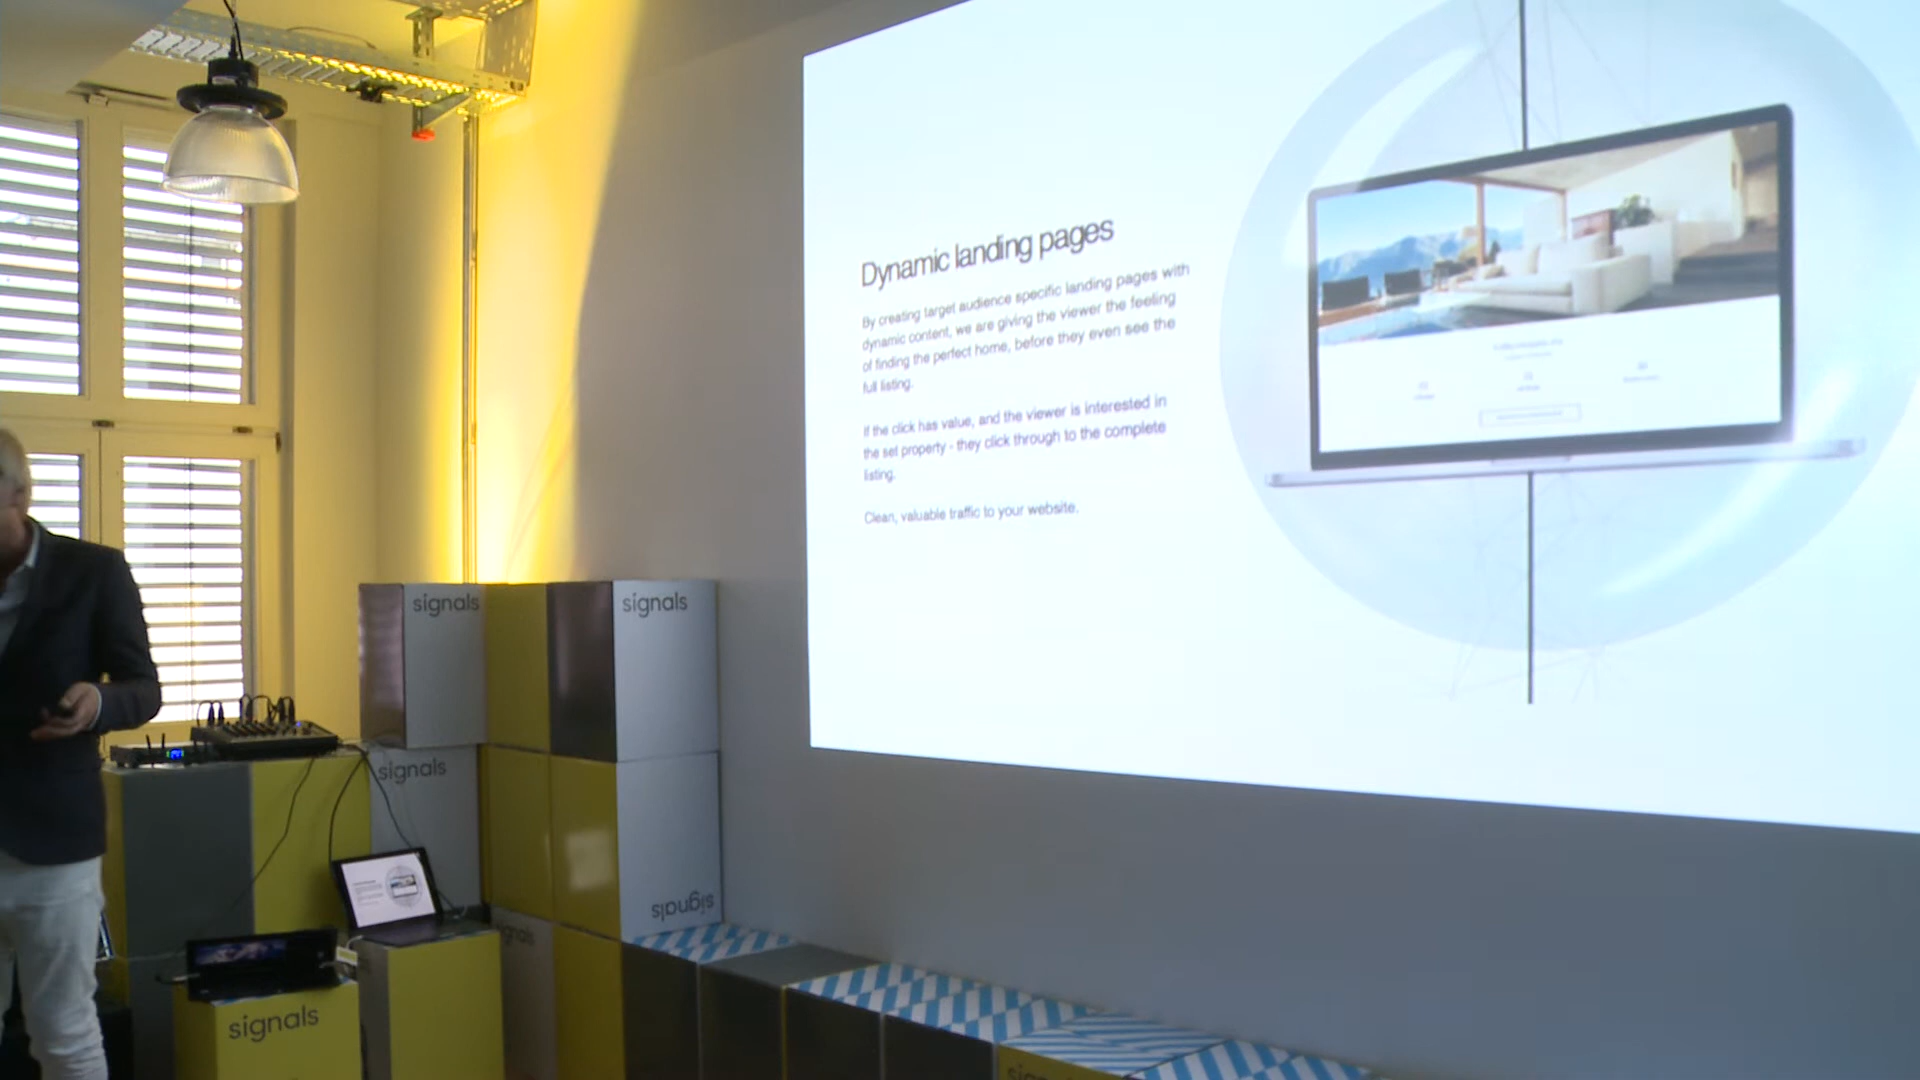 Dynamic landing pages
By creating target audience specific landing pages with
dynamic content, we are giving the viewer the feeling
of finding the perfect home, before they even see the
full listing.
If the click has value, and the viewer is interested in
the set property - they click through to the complete
listing.
Clean, valuable traffic to your website.
signals
signals
signals
signals
signals
signals